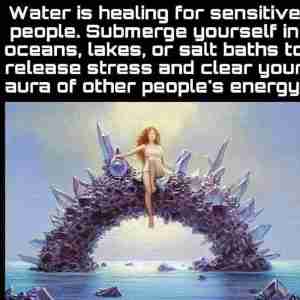 Water is healing for sensitive
people. Submerge yourself in
oceans, lakes, or salt baths to
release stress and clear your
aura of other people's energy